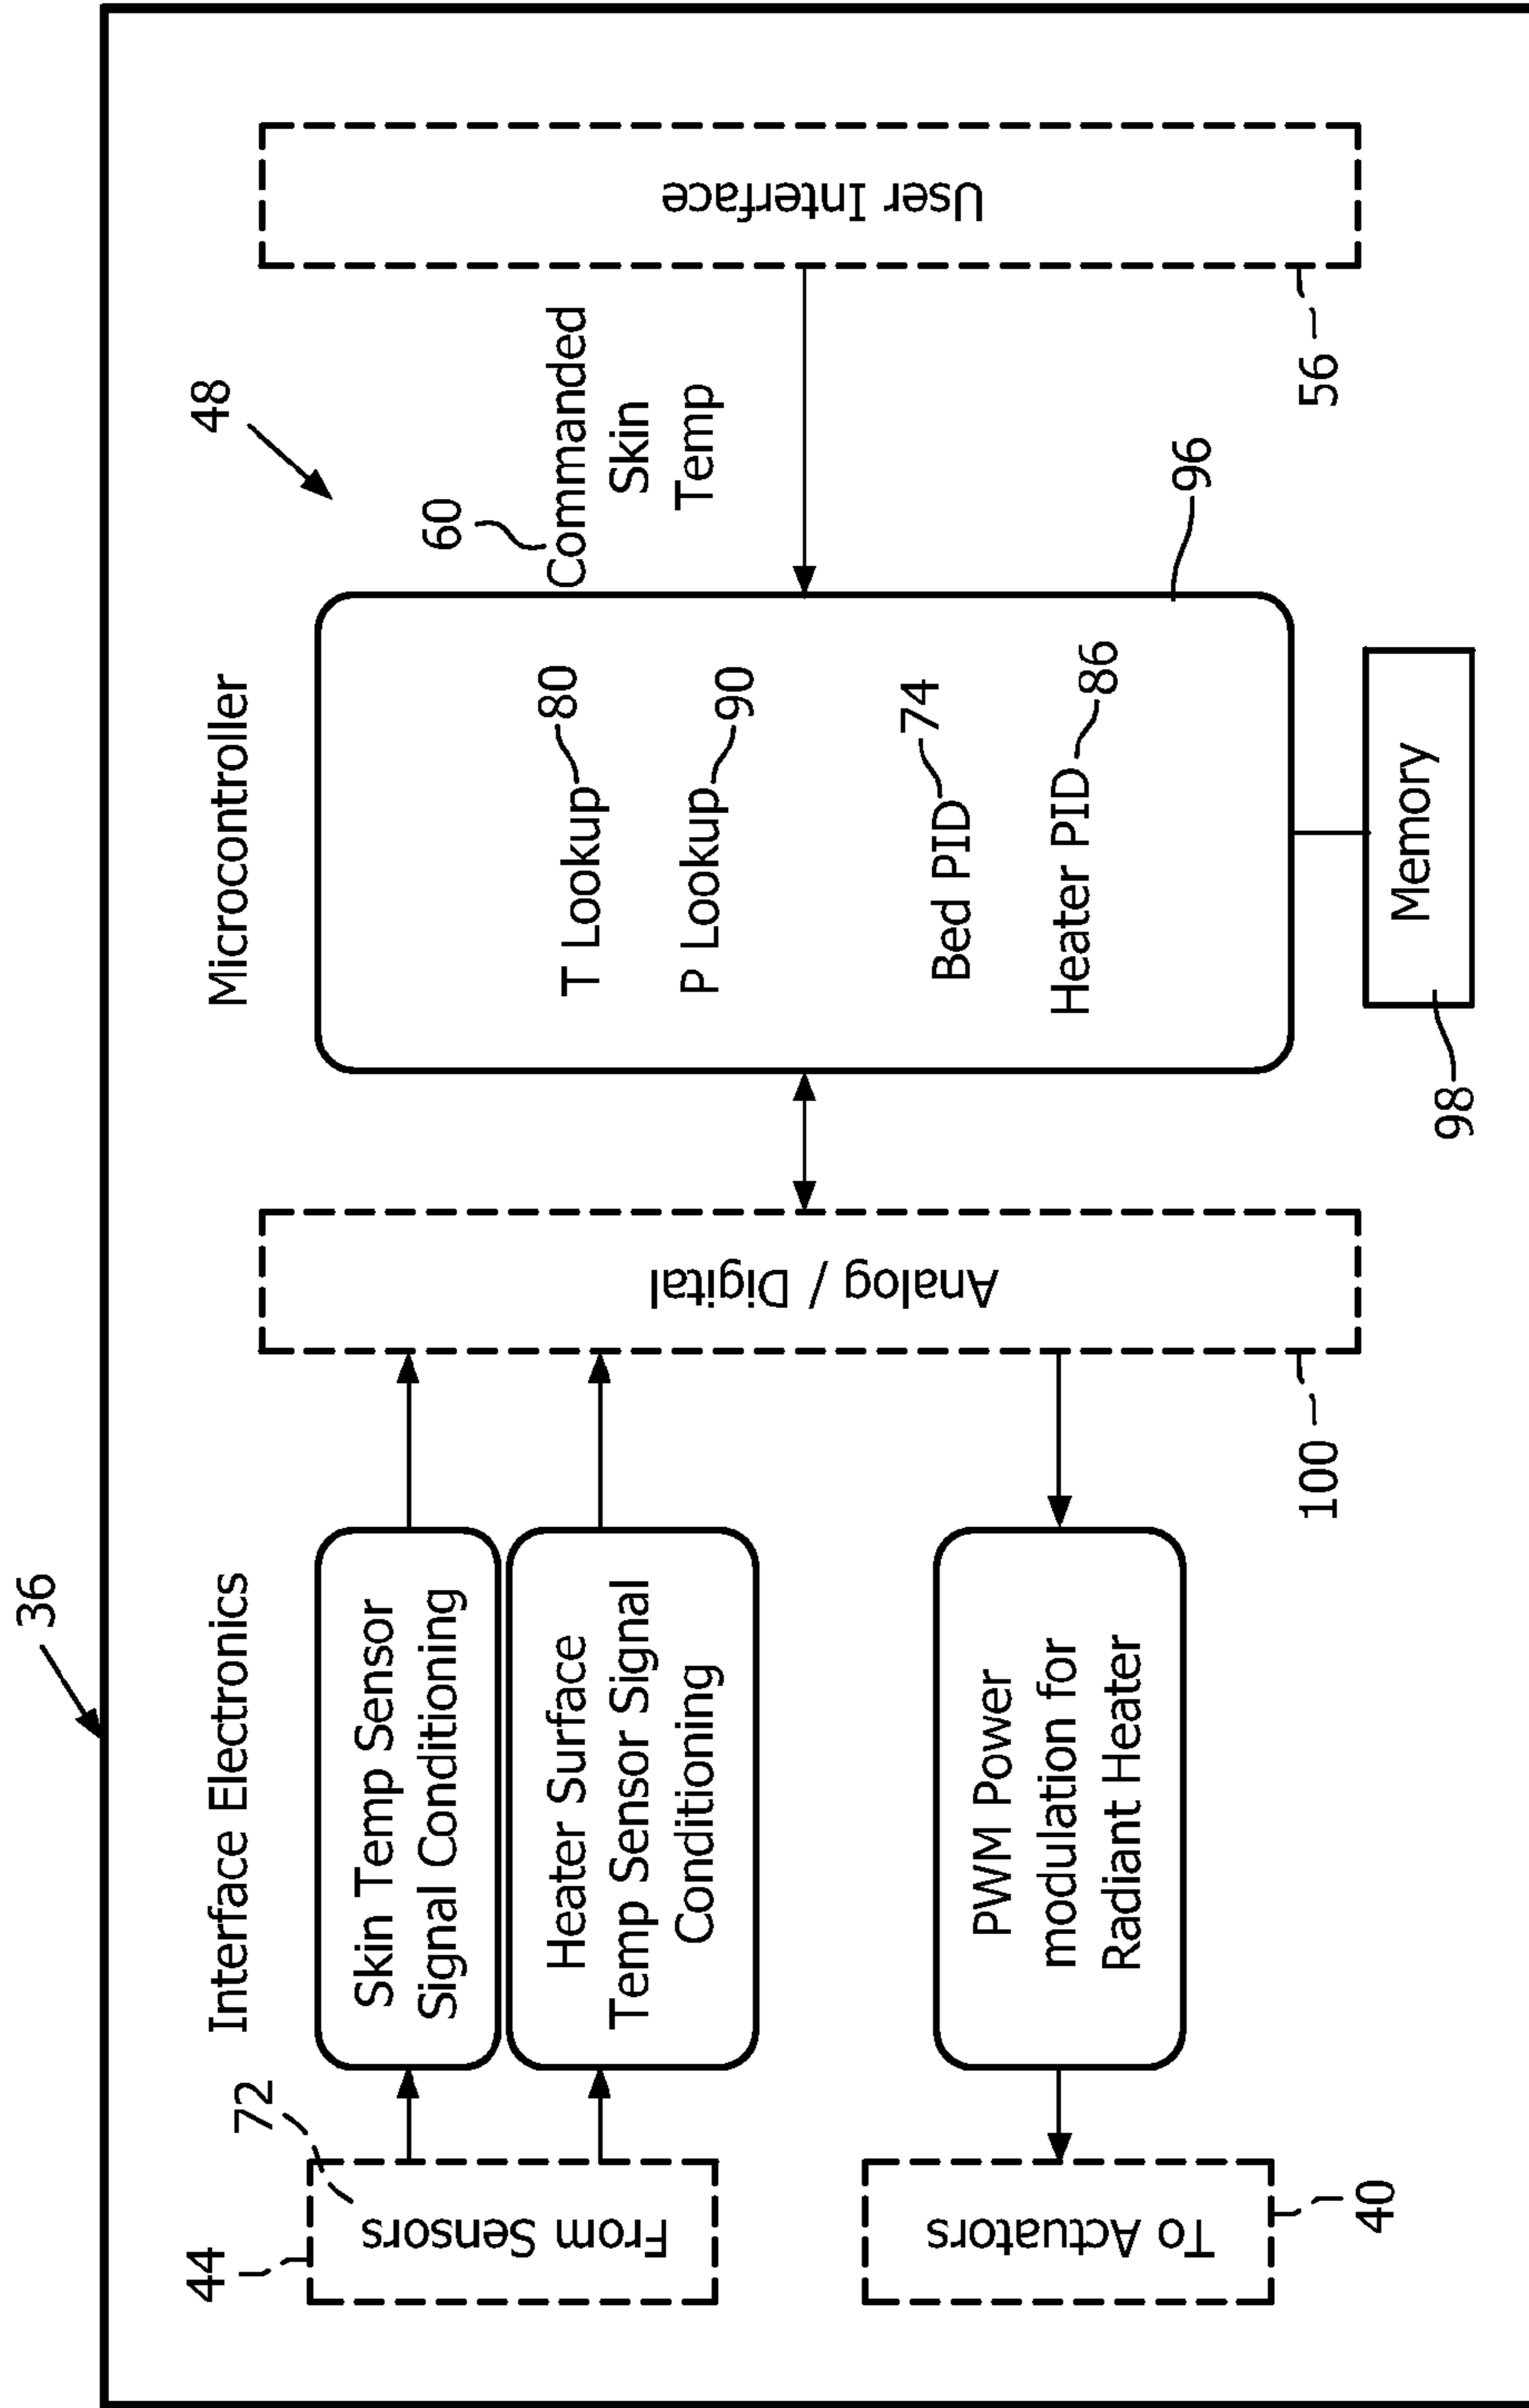 36
48
Interface Electronics
Microcontroller
44
72
From Sensors
Skin Temp Sensor
Signal Conditioning
Heater Surface
Temp Sensor Signal
Conditioning
To Actuators
40
PWM Power
modulation for
Radiant Heater
Analog / Digital
100
T Lookup 80
P Lookup 90
Bed PID 74
Heater PID 86
96
Memory
98
60
Commanded
Skin
Temp
User Interface
56